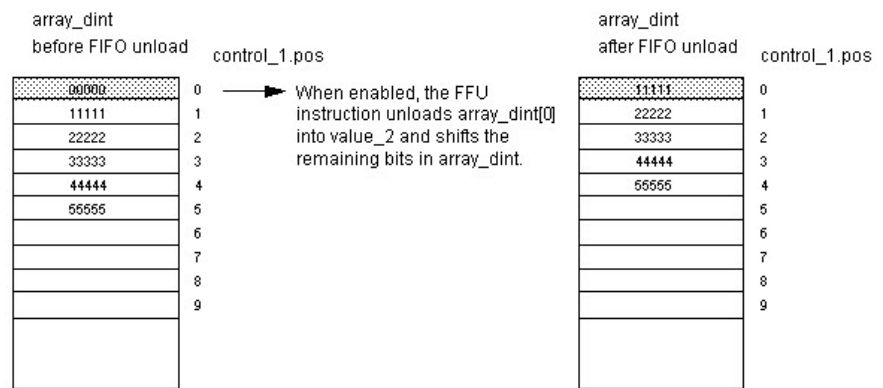 array_dint
before FIFO unload
control_1.pos
00000 0
11111 1
22222 2
33333 3
44444 4
55555 5
6
7
8
9
When enabled, the FFU
instruction unloads array_dint[0]
into value_2 and shifts the
remaining bits in array_dint.
array_dint
after FIFO unload
control_1.pos
11111 0
22222 1
33333 2
44444 3
55555 4
5
6
7
8
9